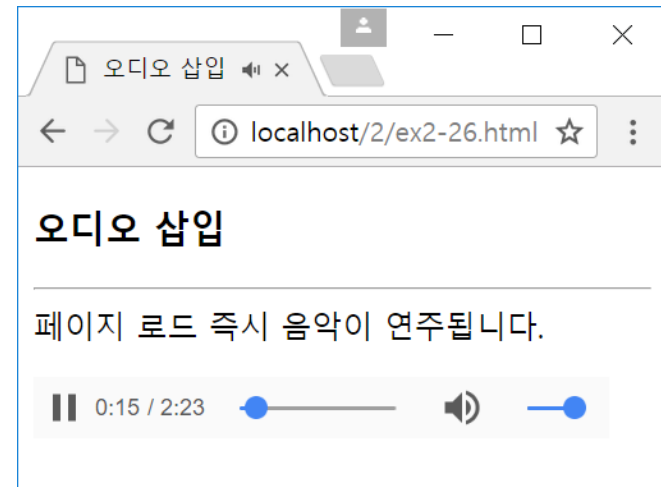 오디오 삽입
localhost/2/ex2-26.html
오디오 삽입
페이지 로드 즉시 음악이 연주됩니다.
0:15 / 2:23